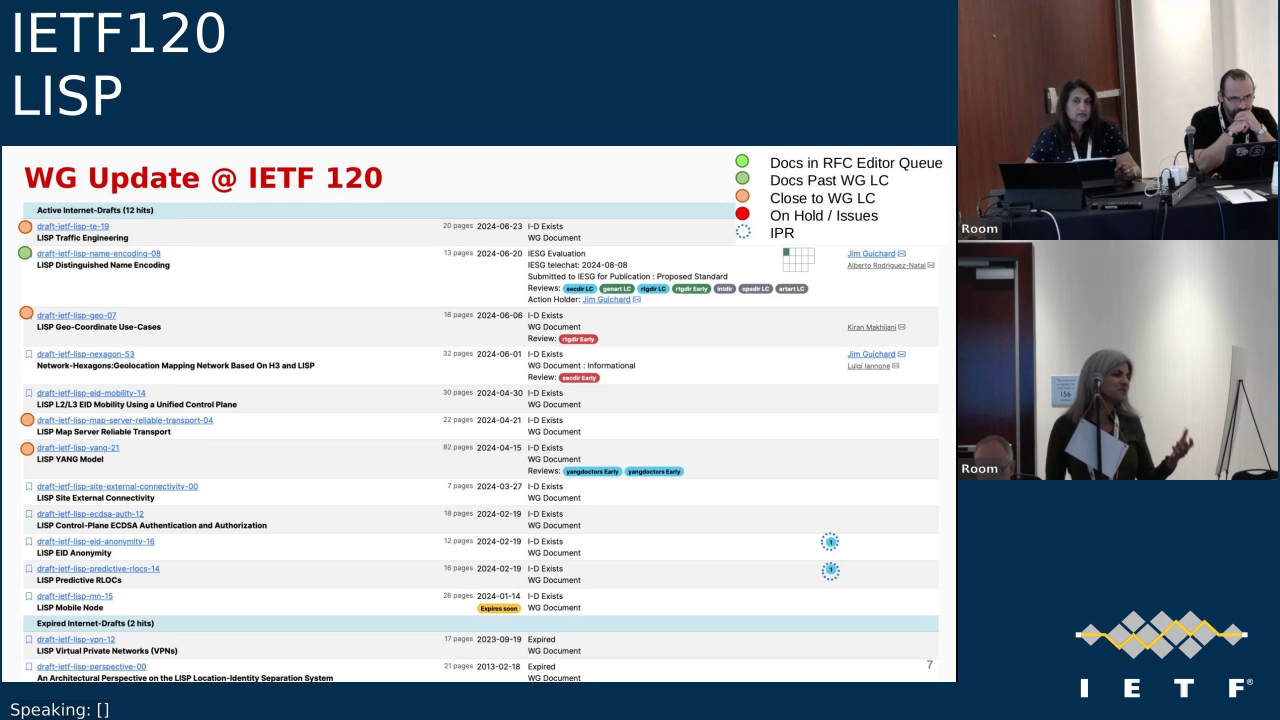 IETF120
LISP
WG Update @ IETF 120
Docs in RFC Editor Queue
Docs Past WG LC
Close to WG LC
On Hold / Issues
IPR
Active Internet-Drafts (12 hits)
draft-ietf-lisp-te-19 20 pages 2024-06-23 I-D Exists
LISP Traffic Engineering WG Document
draft-ietf-lisp-name-encoding-08 13 pages 2024-06-20 IESG Evaluation Jim Guichard
LISP Distinguished Name Encoding IESG telechat: 2024-08-08 Alberto Rodriguez-Natal
Submitted to IESG for Publication : Proposed Standard
Reviews: secdir LC genart LC rtgdir LC rtgdir Early intdir opsdir LC artart LC
Action Holder: Jim Guichard
draft-ietf-lisp-geo-07 16 pages 2024-06-06 I-D Exists
LISP Geo-Coordinate Use-Cases WG Document Kiran Makhijani
Review: rtgdir Early
draft-ietf-lisp-nexagon-53 32 pages 2024-06-01 I-D Exists Jim Guichard
Network-Hexagons:Geolocation Mapping Network Based On H3 and LISP WG Document : Informational Luigi Iannone
Review: secdir Early
draft-ietf-lisp-eid-mobility-14 30 pages 2024-04-30 I-D Exists
LISP L2/L3 EID Mobility Using a Unified Control Plane WG Document
draft-ietf-lisp-map-server-reliable-transport-04 22 pages 2024-04-21 I-D Exists
LISP Map Server Reliable Transport WG Document
draft-ietf-lisp-yang-21 82 pages 2024-04-15 I-D Exists
LISP YANG Model WG Document
Reviews: yangdoctors Early yangdoctors Early
draft-ietf-lisp-site-external-connectivity-00 7 pages 2024-03-27 I-D Exists
LISP Site External Connectivity WG Document
draft-ietf-lisp-ecdsa-auth-12 18 pages 2024-02-19 I-D Exists
LISP Control-Plane ECDSA Authentication and Authorization WG Document
draft-ietf-lisp-eid-anonymity-16 12 pages 2024-02-19 I-D Exists 1
LISP EID Anonymity WG Document
draft-ietf-lisp-predictive-rlocs-14 16 pages 2024-02-19 I-D Exists 1
LISP Predictive RLOCs WG Document
draft-ietf-lisp-mn-15 26 pages 2024-01-14 I-D Exists
LISP Mobile Node Expires soon WG Document
Expired Internet-Drafts (2 hits)
draft-ietf-lisp-vpn-12 17 pages 2023-09-19 Expired
LISP Virtual Private Networks (VPNs) WG Document
draft-ietf-lisp-perspective-00 21 pages 2013-02-18 Expired
An Architectural Perspective on the LISP Location-Identity Separation System WG Document
7
Room
Room
156
I E T F®
Speaking: []